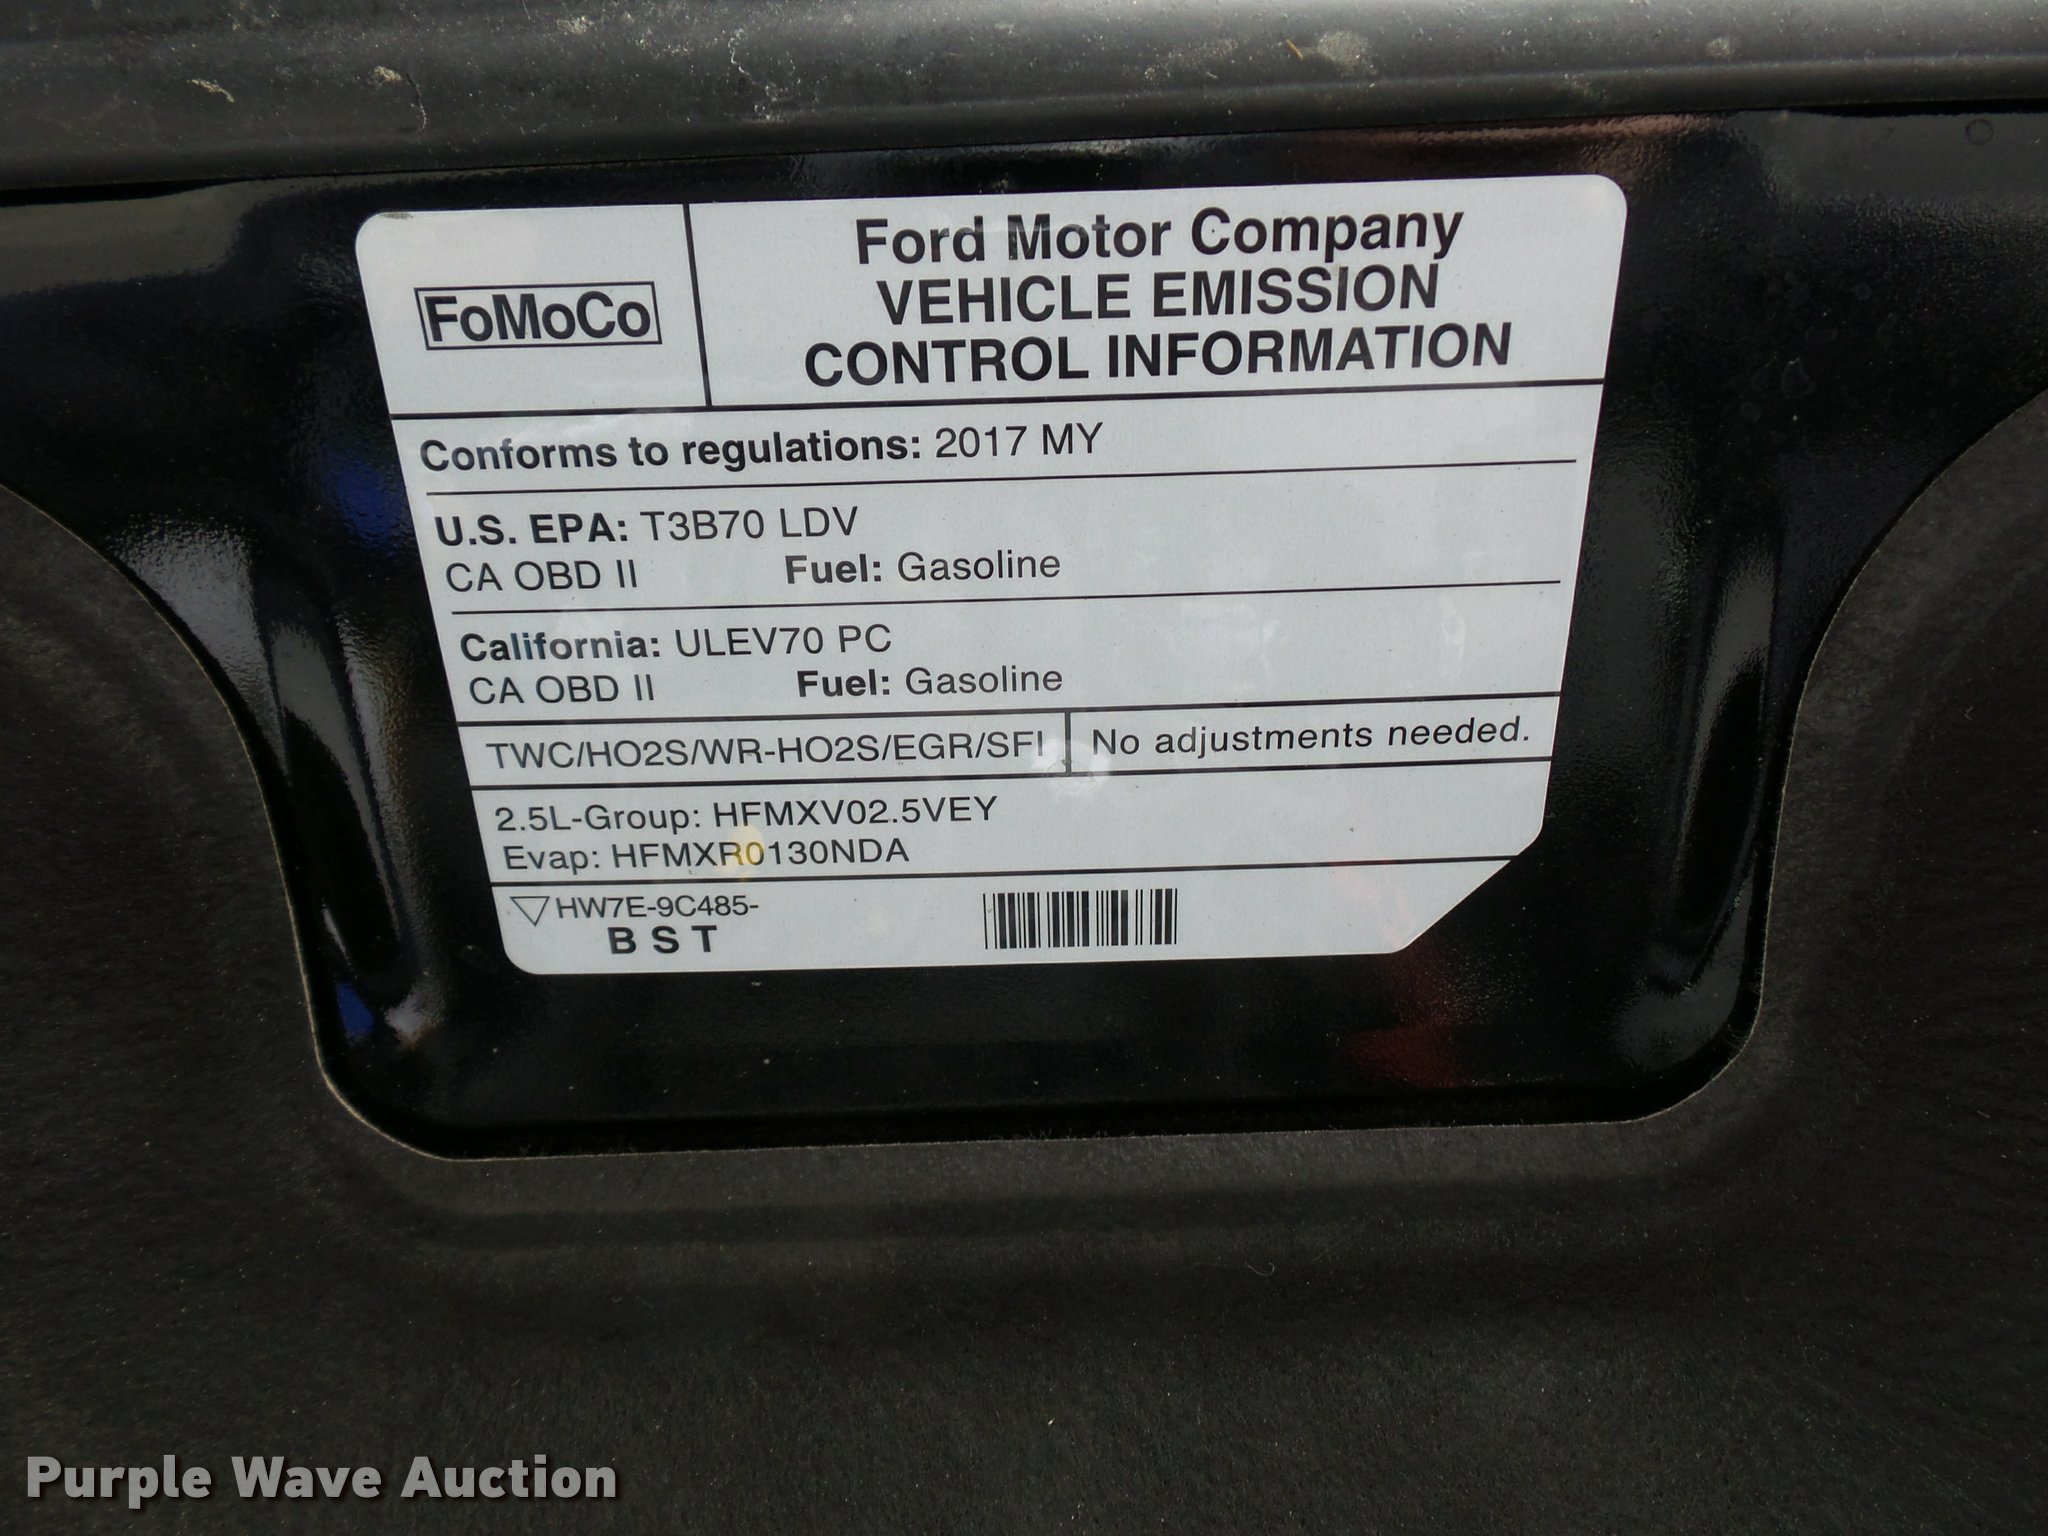 FoMoCo
Ford Motor Company
VEHICLE EMISSION
CONTROL INFORMATION
Conforms to regulations: 2017 MY
U.S. EPA: T3B70 LDV
CA OBD II Fuel: Gasoline
California: ULEV70 PC
CA OBD II Fuel: Gasoline
TWC/HO2S/WR-HO2S/EGR/SFI
No adjustments needed.
2.5L-Group: HFMXV02.5VEY
Evap: HFMXR0130NDA
HW7E-9C485-
B S T
Purple Wave Auction